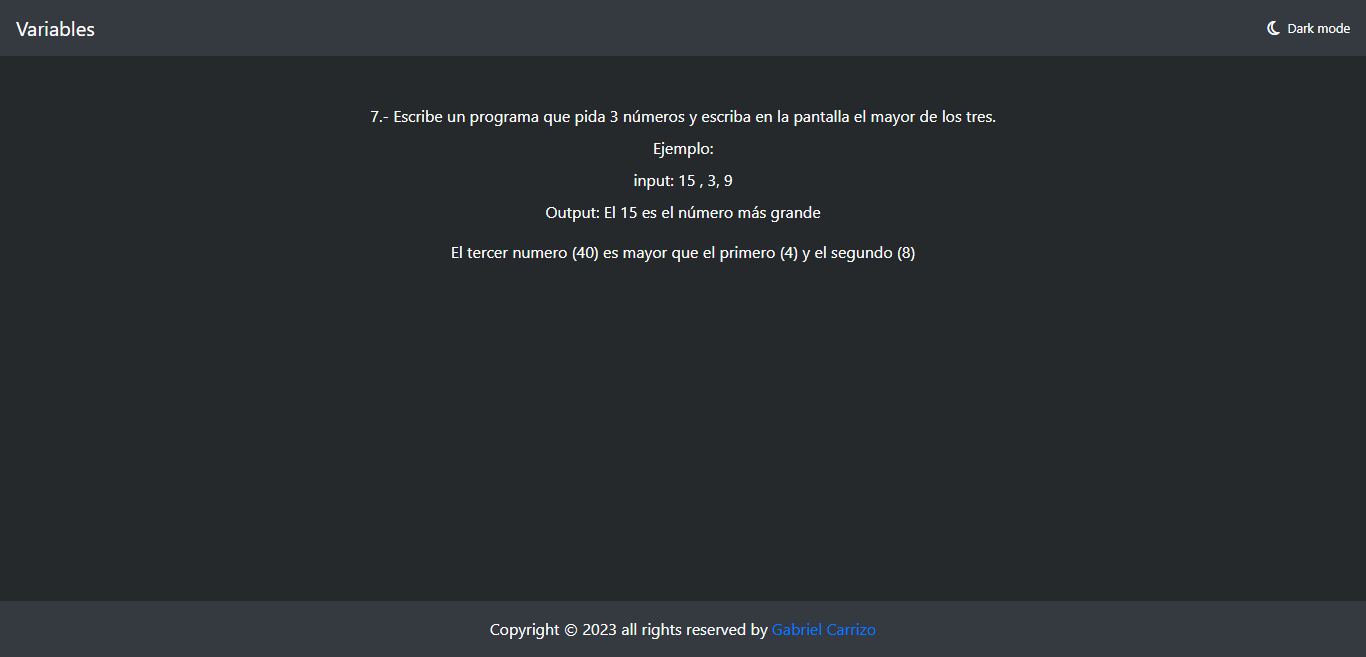 Variables
Dark mode
7.- Escribe un programa que pida 3 números y escriba en la pantalla el mayor de los tres.
Ejemplo:
input: 15 , 3, 9
Output: El 15 es el número más grande
El tercer numero (40) es mayor que el primero (4) y el segundo (8)
Copyright © 2023 all rights reserved by Gabriel Carrizo